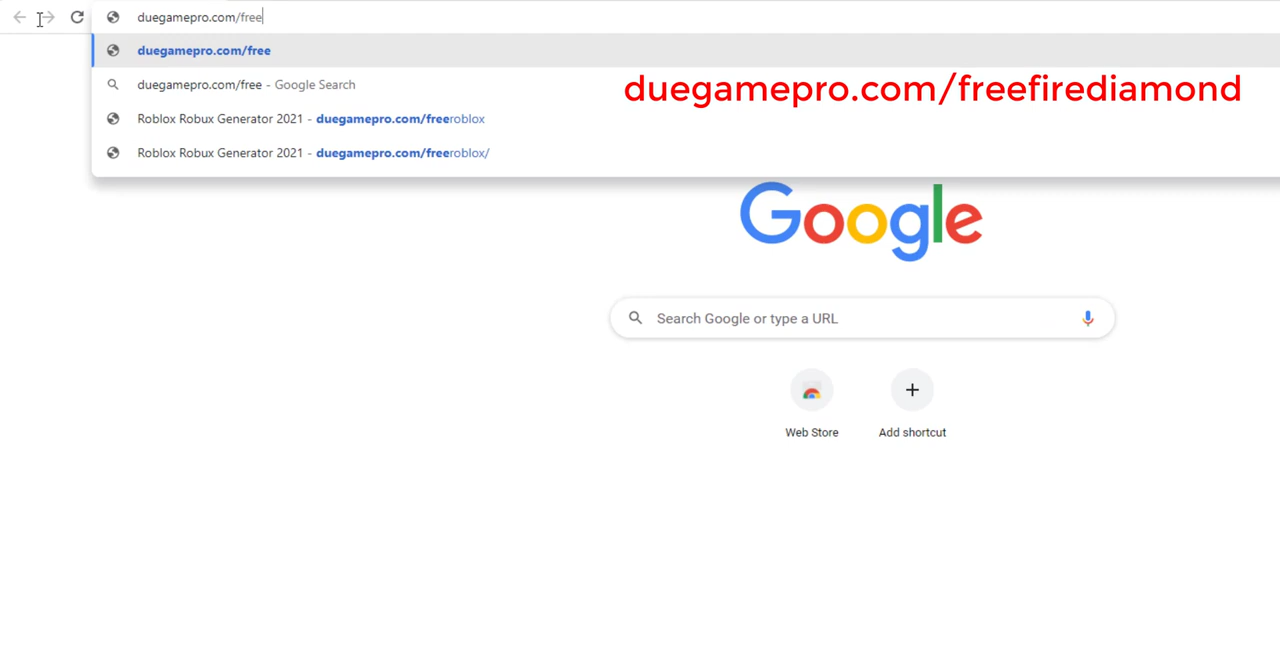 duegamepro.com/free
duegamepro.com/free
duegamepro.com/free - Google Search
duegamepro.com/freefirediamond
Roblox Robux Generator 2021 - duegamepro.com/freeroblox
Roblox Robux Generator 2021 - duegamepro.com/freeroblox/
Google
Search Google or type a URL
Web Store
Add shortcut